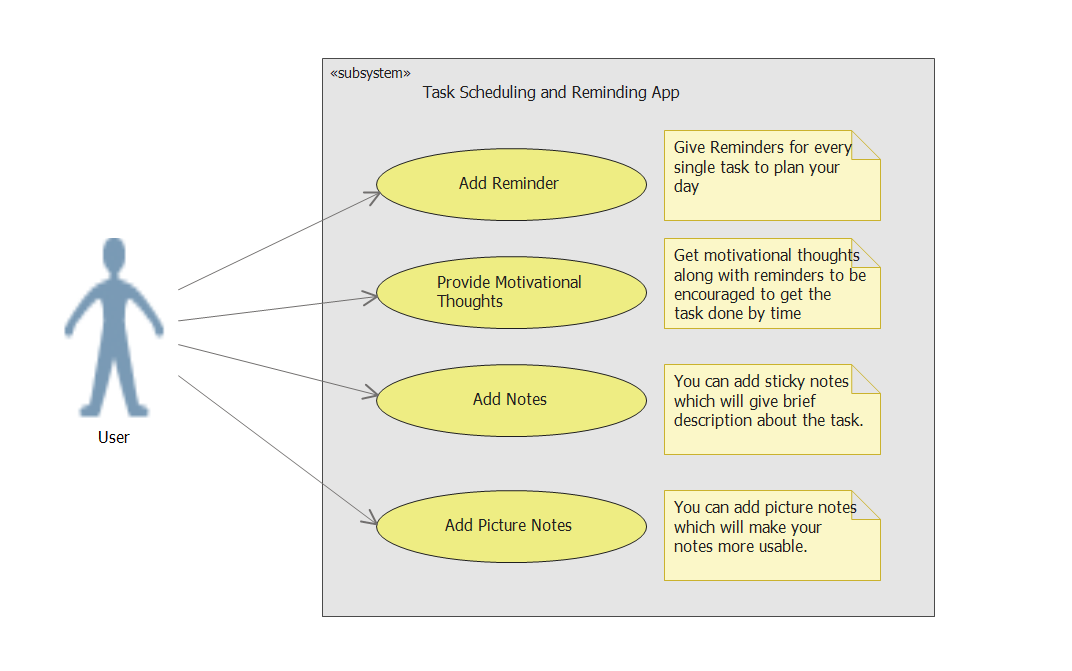 «subsystem»
Task Scheduling and Reminding App
Add Reminder
Give Reminders for every
single task to plan your
day
Provide Motivational
Thoughts
Get motivational thoughts
along with reminders to be
encouraged to get the
task done by time
Add Notes
You can add sticky notes
which will give brief
description about the task.
User
Add Picture Notes
You can add picture notes
which will make your
notes more usable.